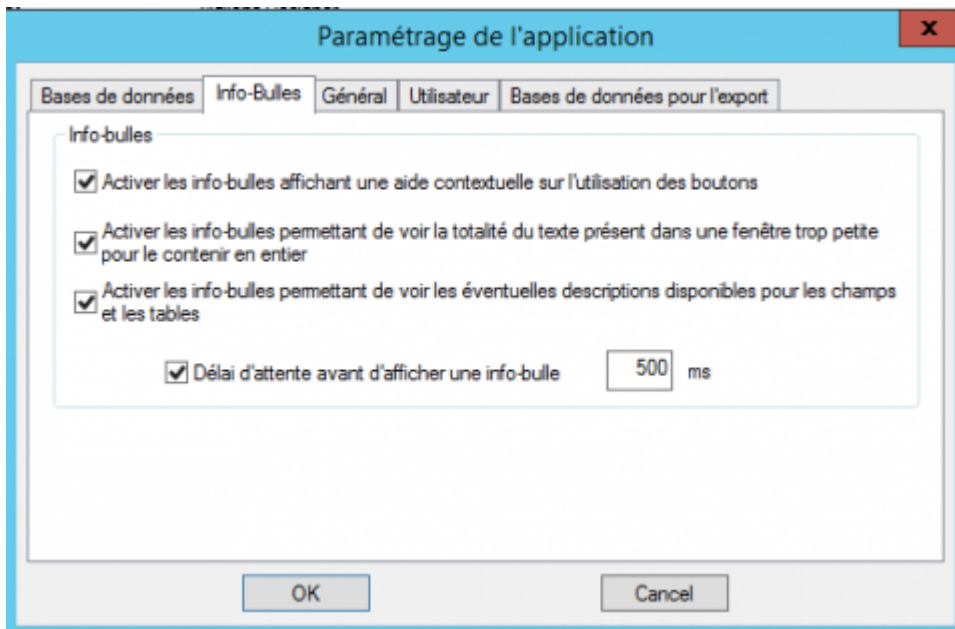 Paramétrage de l'application
x
Bases de données Info-Bulles Général Utilisateur Bases de données pour l'export
Info-bulles
Activer les info-bulles affichant une aide contextuelle sur l'utilisation des boutons
Activer les info-bulles permettant de voir la totalité du texte présent dans une fenêtre trop petite
pour le contenir en entier
Activer les info-bulles permettant de voir les éventuelles descriptions disponibles pour les champs
et les tables
Délai d'attente avant d'afficher une info-bulle 500 ms
OK Cancel